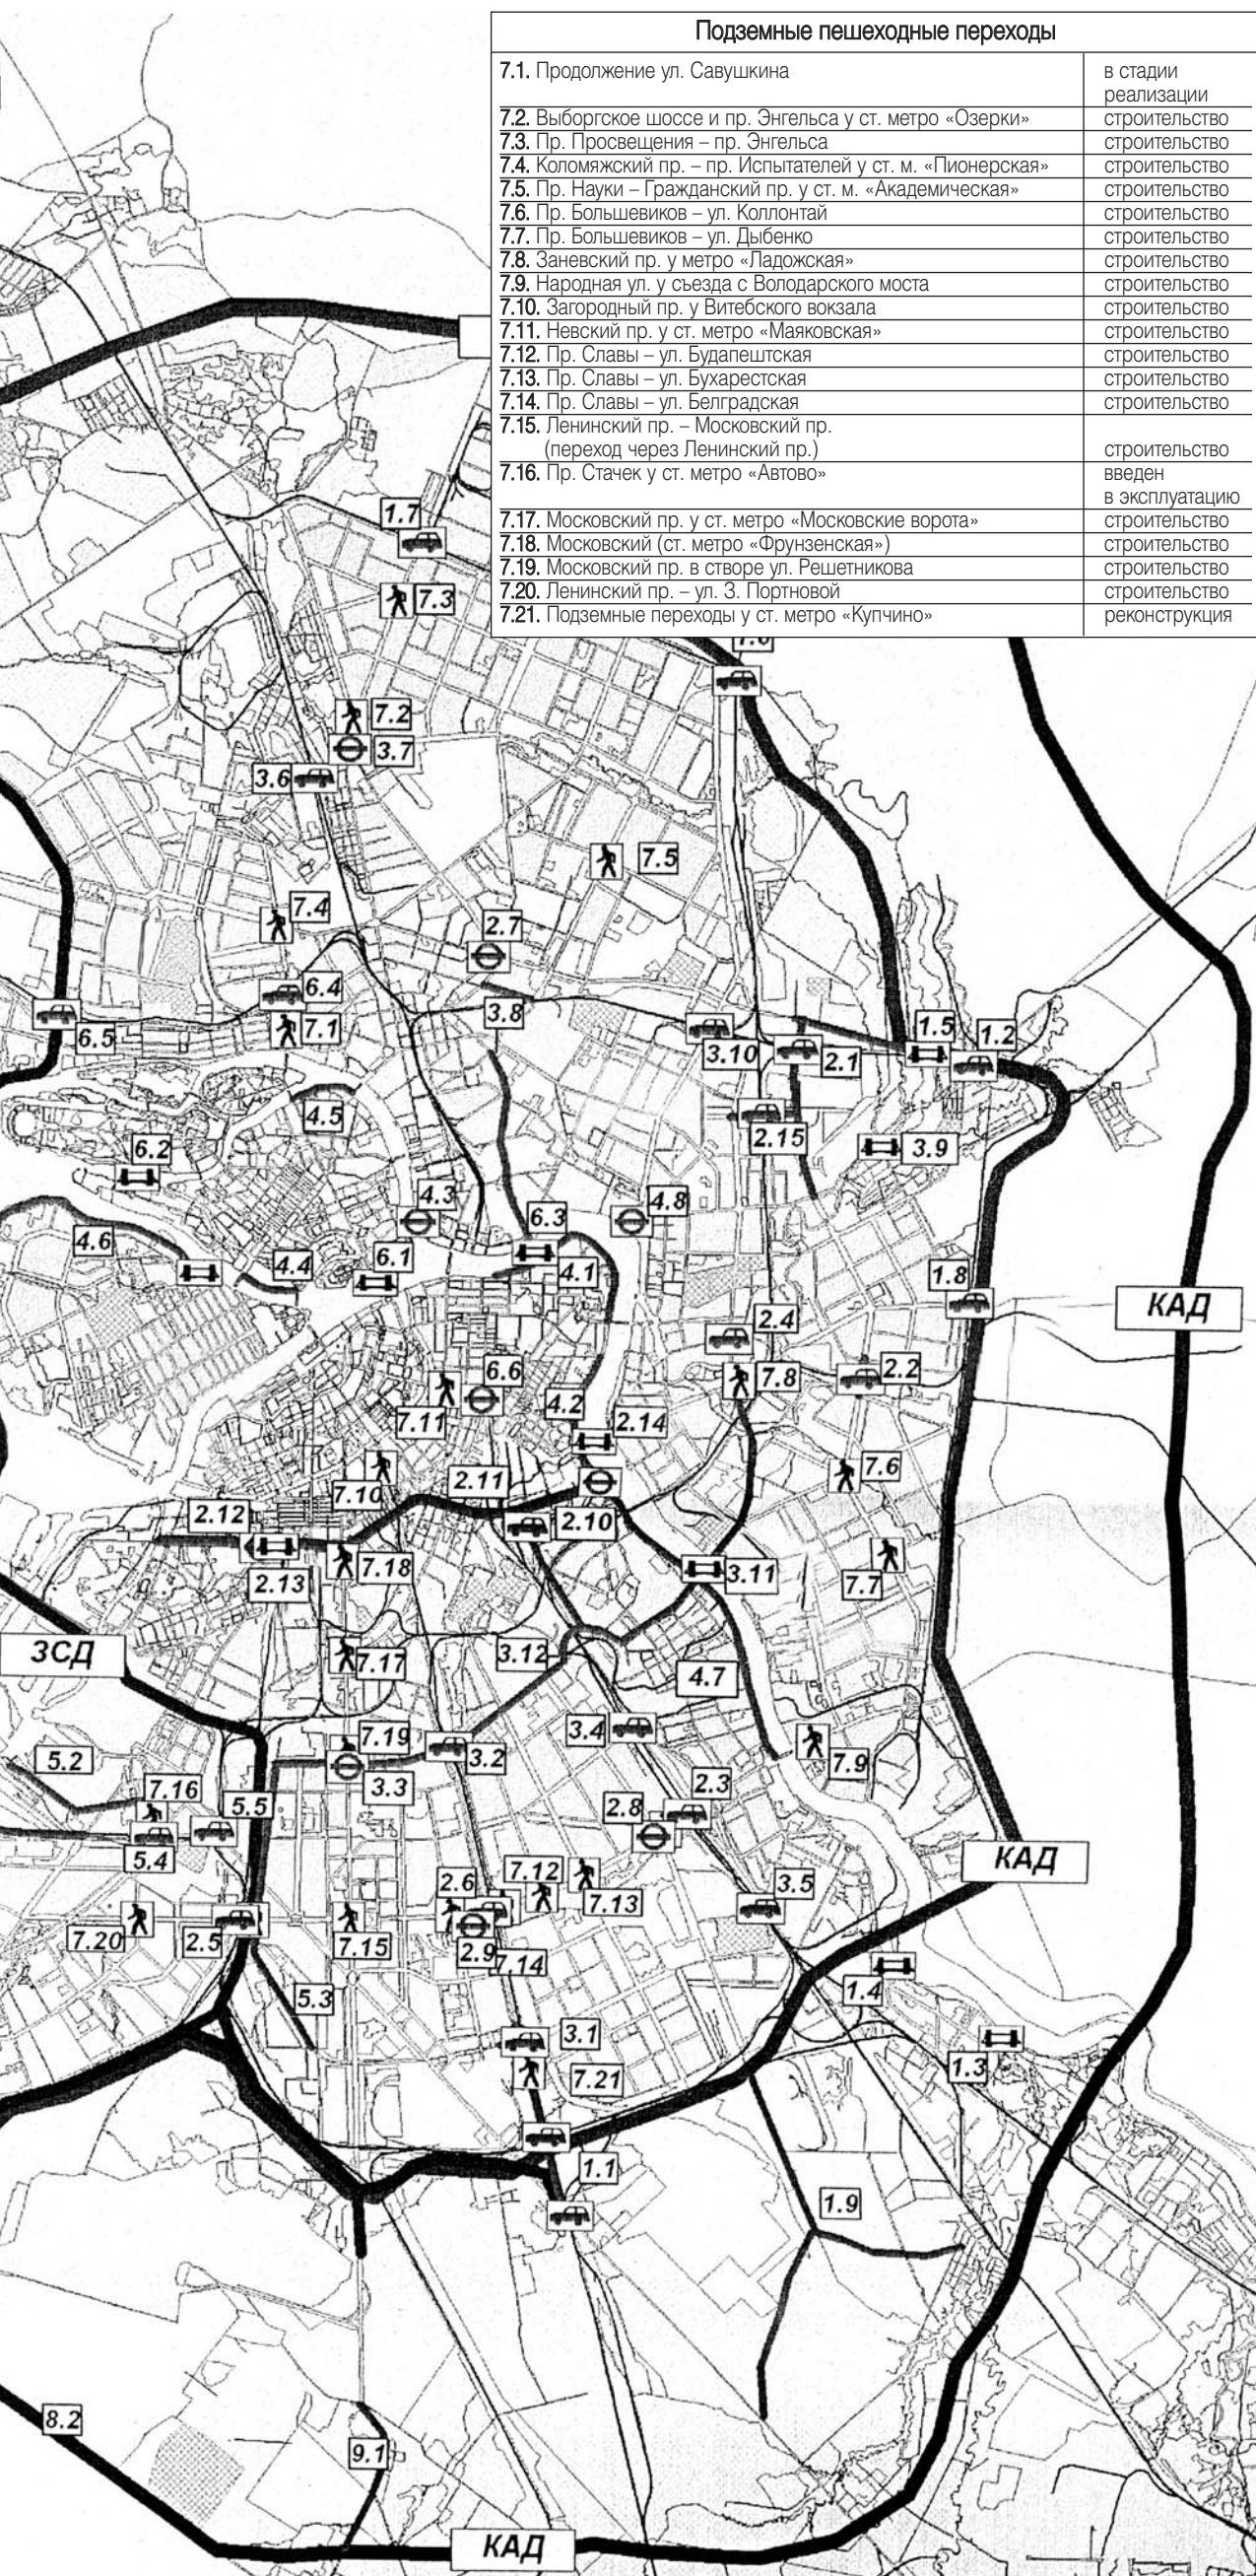 Подземные пешеходные переходы
7.1. Продолжение ул. Савушкина в стадии
реализации
7.2. Выборгское шоссе и пр. Энгельса у ст. метро «Озерки» строительство
7.3. Пр. Просвещения – пр. Энгельса строительство
7.4. Коломяжский пр. – пр. Испытателей у ст. м. «Пионерская» строительство
7.5. Пр. Науки – Гражданский пр. у ст. м. «Академическая» строительство
7.6. Пр. Большевиков – ул. Коллонтай строительство
7.7. Пр. Большевиков – ул. Дыбенко строительство
7.8. Заневский пр. у метро «Ладожская» строительство
7.9. Народная ул. у съезда с Володарского моста строительство
7.10. Загородный пр. у Витебского вокзала строительство
7.11. Невский пр. у ст. метро «Маяковская» строительство
7.12. Пр. Славы – ул. Будапештская строительство
7.13. Пр. Славы – ул. Бухарестская строительство
7.14. Пр. Славы – ул. Белградская строительство
7.15. Ленинский пр. – Московский пр.
(переход через Ленинский пр.) строительство
7.16. Пр. Стачек у ст. метро «Автово» введен
в эксплуатацию
7.17. Московский пр. у ст. метро «Московские ворота» строительство
7.18. Московский (ст. метро «Фрунзенская») строительство
7.19. Московский пр. в створе ул. Решетникова строительство
7.20. Ленинский пр. – ул. З. Портновой строительство
7.21. Подземные переходы у ст. метро «Купчино» реконструкция
1.7
7.3
7.2
3.7
3.6
7.5
7.4
2.7
6.4
3.8
7.1
6.5
1.5
1.2
3.10
2.1
4.5
2.15
6.2
3.9
4.3
4.8
6.3
4.6
4.4
6.1
4.1
1.8
КАД
2.4
6.6
7.8
2.2
4.2
7.11
2.14
7.6
2.11
7.10
2.12
2.10
7.18
3.11
7.7
2.13
ЗСД
7.17
3.12
4.7
7.19
3.4
5.2
3.2
7.9
7.16
3.3
2.3
5.5
2.8
5.4
КАД
7.12
2.6
3.5
7.13
7.20
2.5
7.15
2.9
7.14
1.4
5.3
3.1
1.3
7.21
1.1
1.9
8.2
9.1
КАД